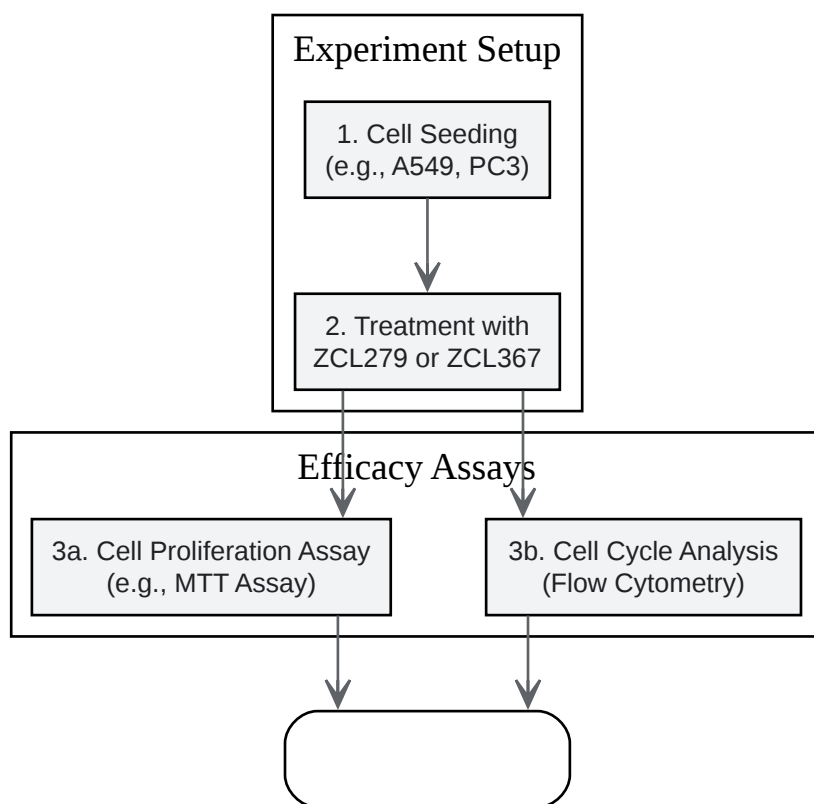 Experiment Setup
1. Cell Seeding
(e.g., A549, PC3)
2. Treatment with
ZCL279 or ZCL367
Efficacy Assays
3a. Cell Proliferation Assay
(e.g., MTT Assay)
3b. Cell Cycle Analysis
(Flow Cytometry)